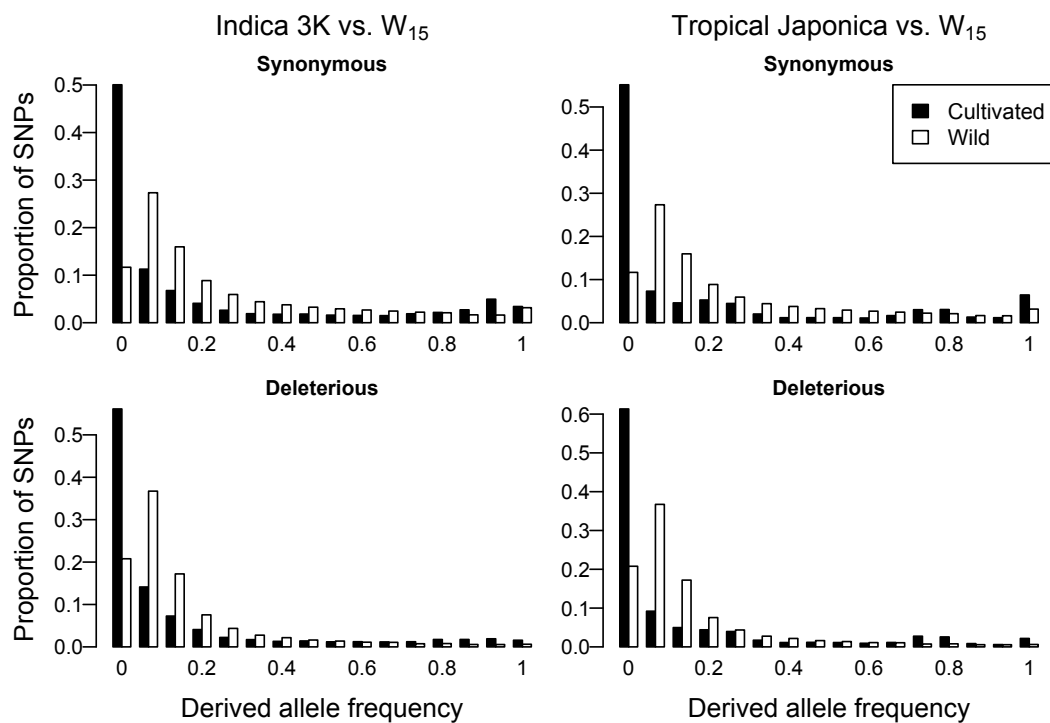 Indica 3K vs. W15
Tropical Japonica vs. W15
Synonymous
Synonymous
Proportion of SNPs
0.5
0.4
0.3
0.2
0.1
0.0
0 0.2 0.4 0.6 0.8 1
0.5
0.4
0.3
0.2
0.1
0.0
0 0.2 0.4 0.6 0.8 1
Cultivated
Wild
Deleterious
Deleterious
Proportion of SNPs
0.5
0.4
0.3
0.2
0.1
0.0
0 0.2 0.4 0.6 0.8 1
0.6
0.5
0.4
0.3
0.2
0.1
0.0
0 0.2 0.4 0.6 0.8 1
Derived allele frequency
Derived allele frequency